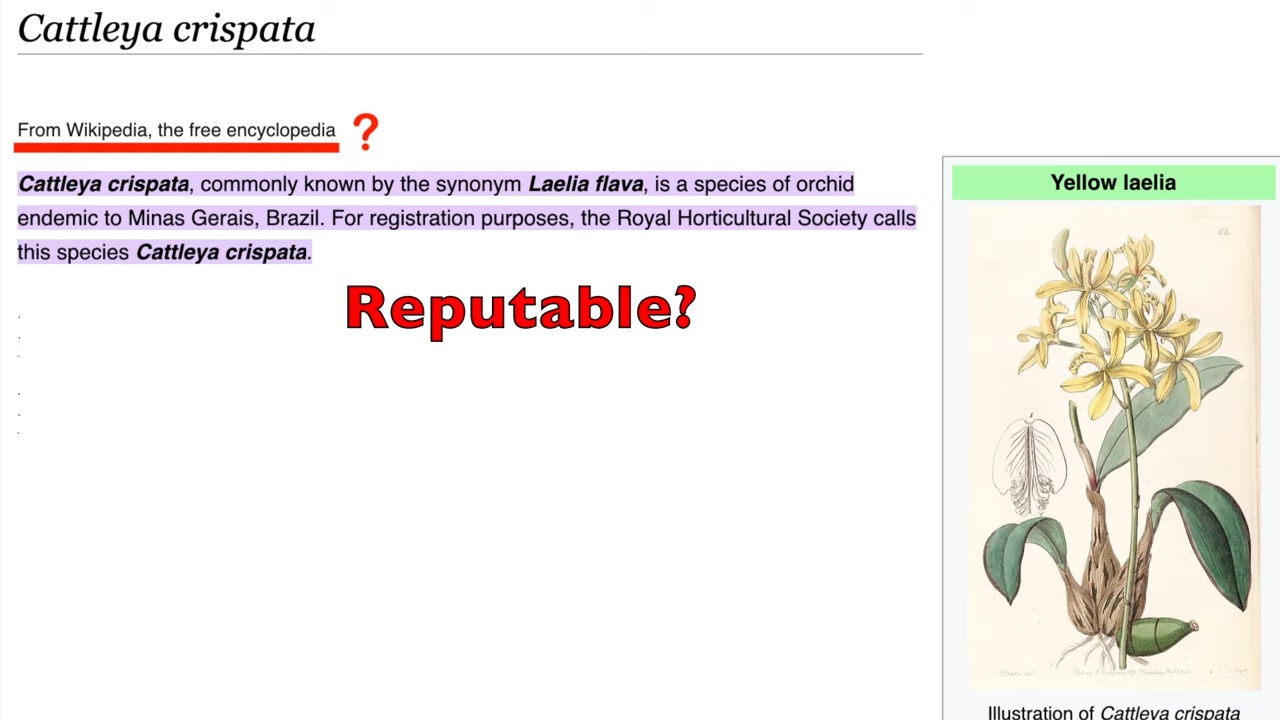 Cattleya crispata
From Wikipedia, the free encyclopedia ?
Cattleya crispata, commonly known by the synonym Laelia flava, is a species of orchid
endemic to Minas Gerais, Brazil. For registration purposes, the Royal Horticultural Society calls
this species Cattleya crispata.
Reputable?
Yellow laelia
Illustration of Cattleya crispata